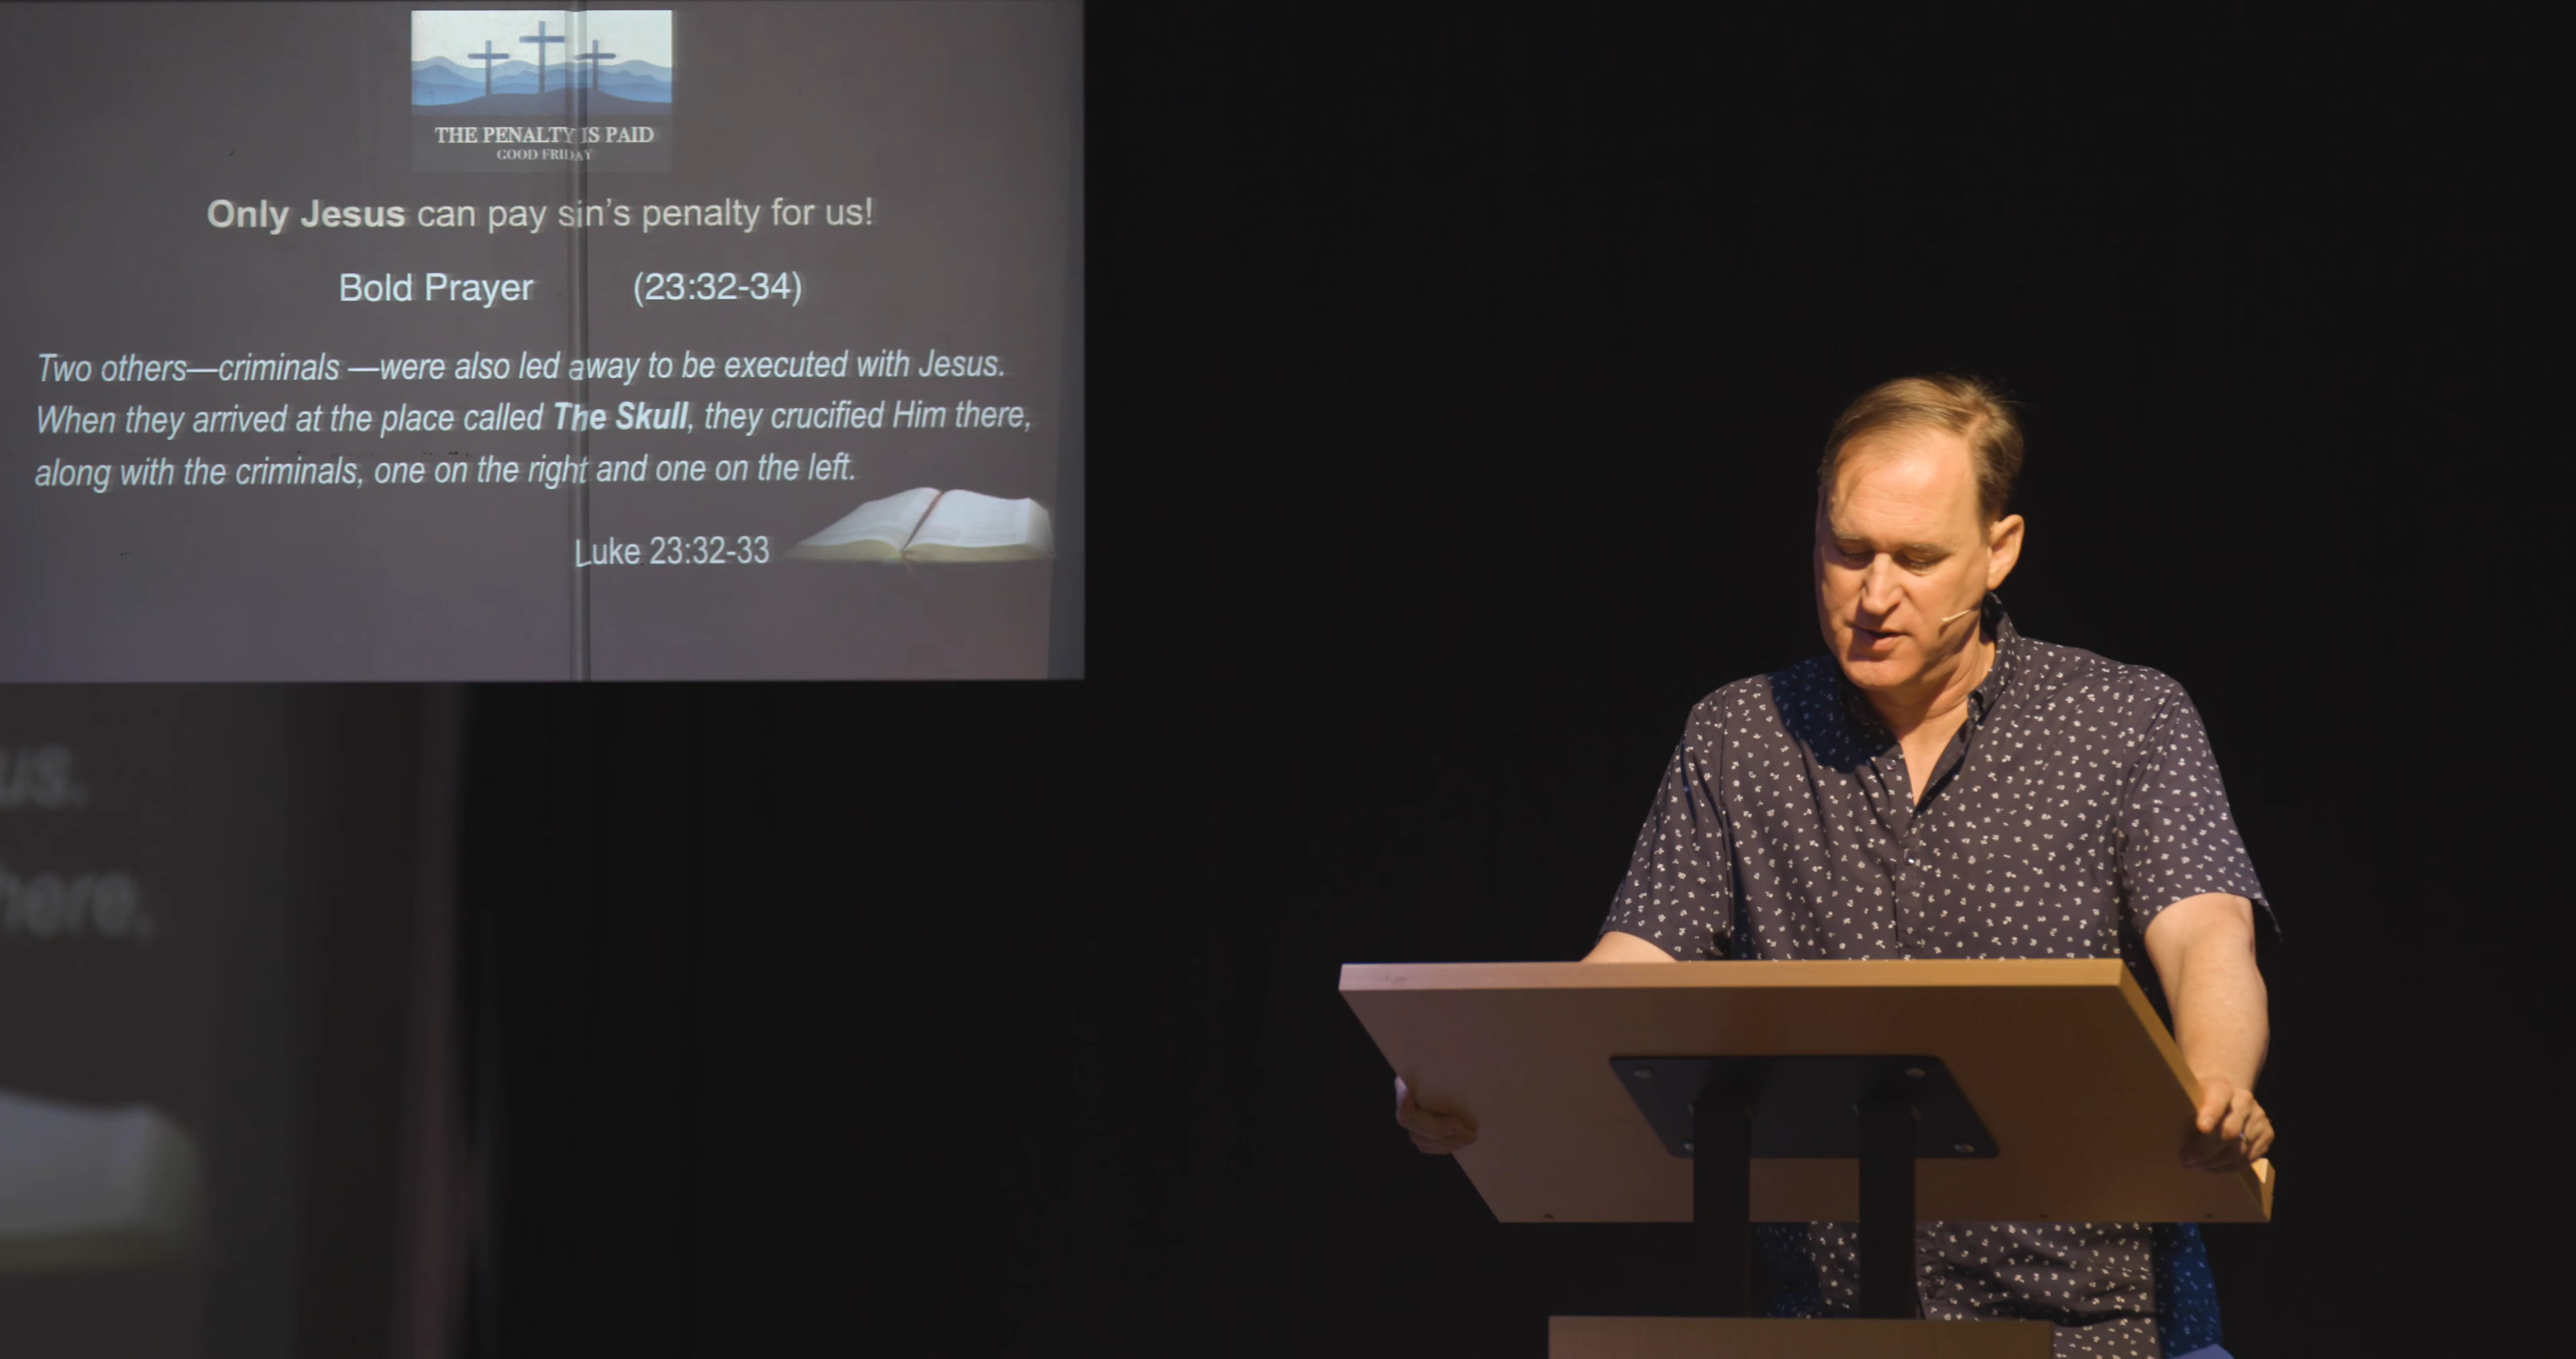 THE PENALTY IS PAID
GOOD FRIDAY
Only Jesus can pay sin’s penalty for us!
Bold Prayer (23:32-34)
Two others—criminals —were also led away to be executed with Jesus.
When they arrived at the place called The Skull, they crucified Him there,
along with the criminals, one on the right and one on the left.
Luke 23:32-33
us.
here,